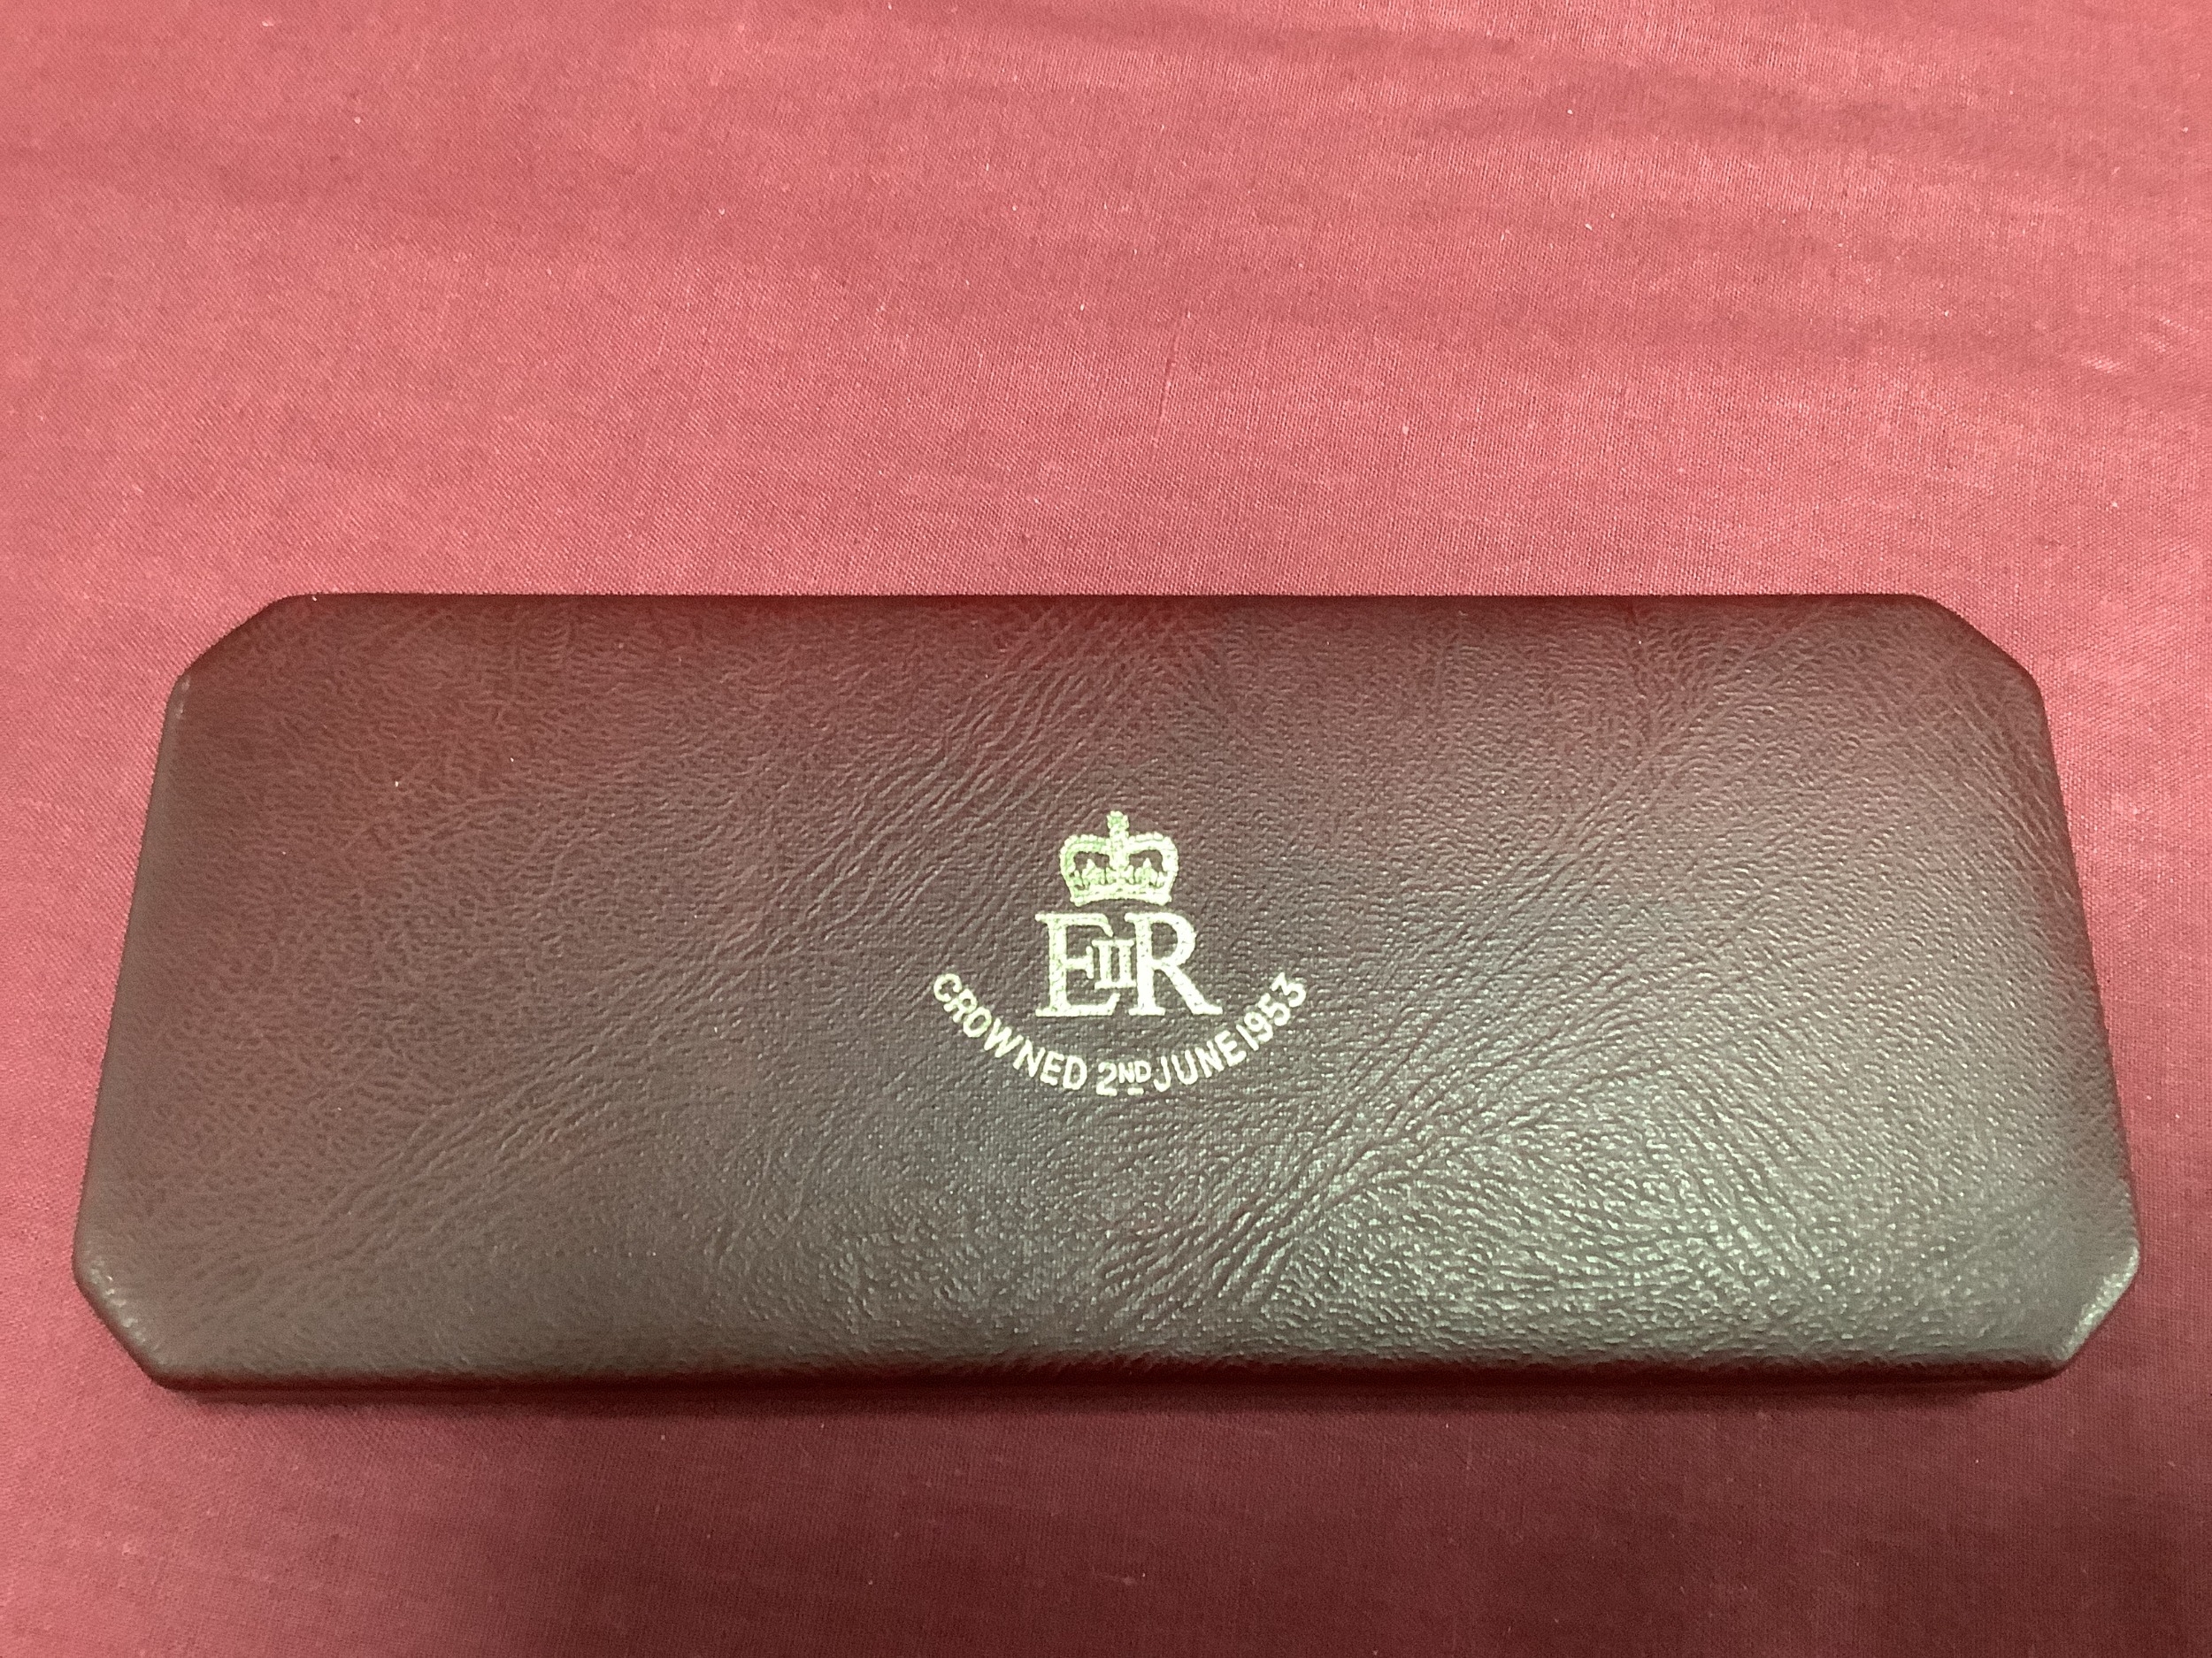 EIIR
CROWNED 2ND JUNE 1953